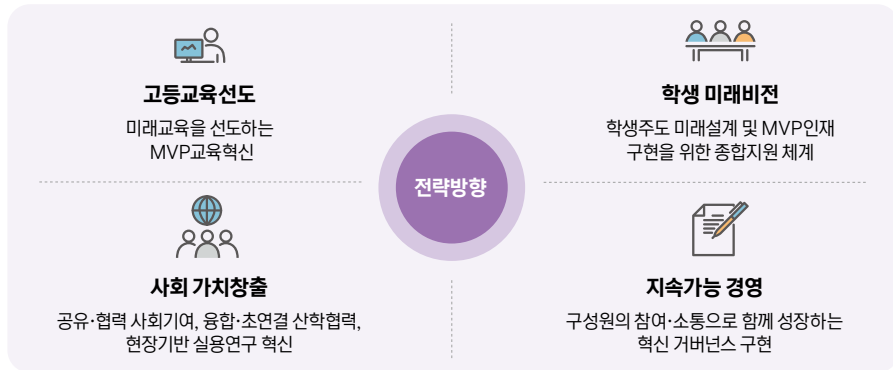 고등교육선도
미래교육을 선도하는
MVP교육혁신
학생 미래비전
학생주도 미래설계 및 MVP인재
구현을 위한 종합지원 체계
전략방향
사회 가치창출
공유·협력 사회기여, 융합·초연결 산학협력,
현장기반 실용연구 혁신
지속가능 경영
구성원의 참여·소통으로 함께 성장하는
혁신 거버넌스 구현